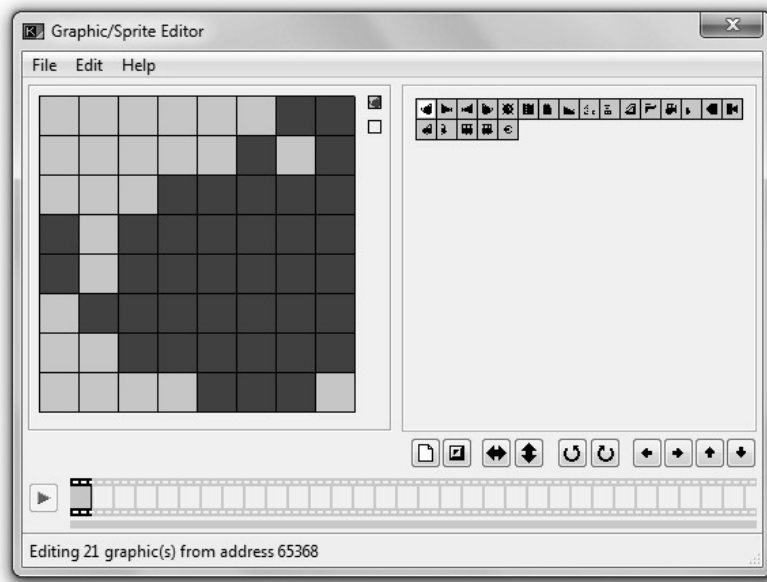 Graphic/Sprite Editor
File Edit Help
Editing 21 graphic(s) from address 65368